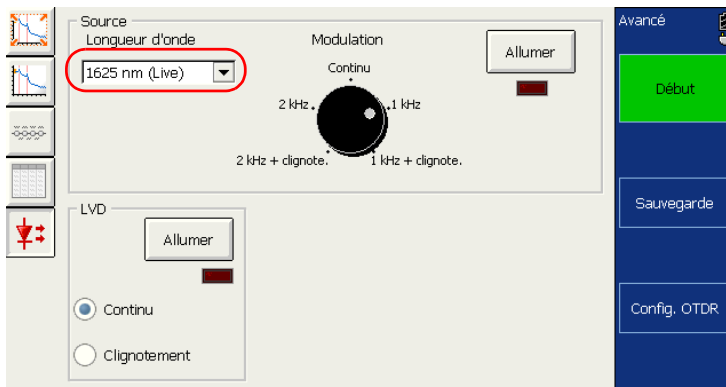 Source
Longueur d'onde
Modulation
Allumer
1625 nm (Live)
Continu
2 kHz
1 kHz
2 kHz + clignote.
1 kHz + clignote.
LVD
Allumer
Continu
Clignotement
Avancé
Début
Sauvegarde
Config. OTDR